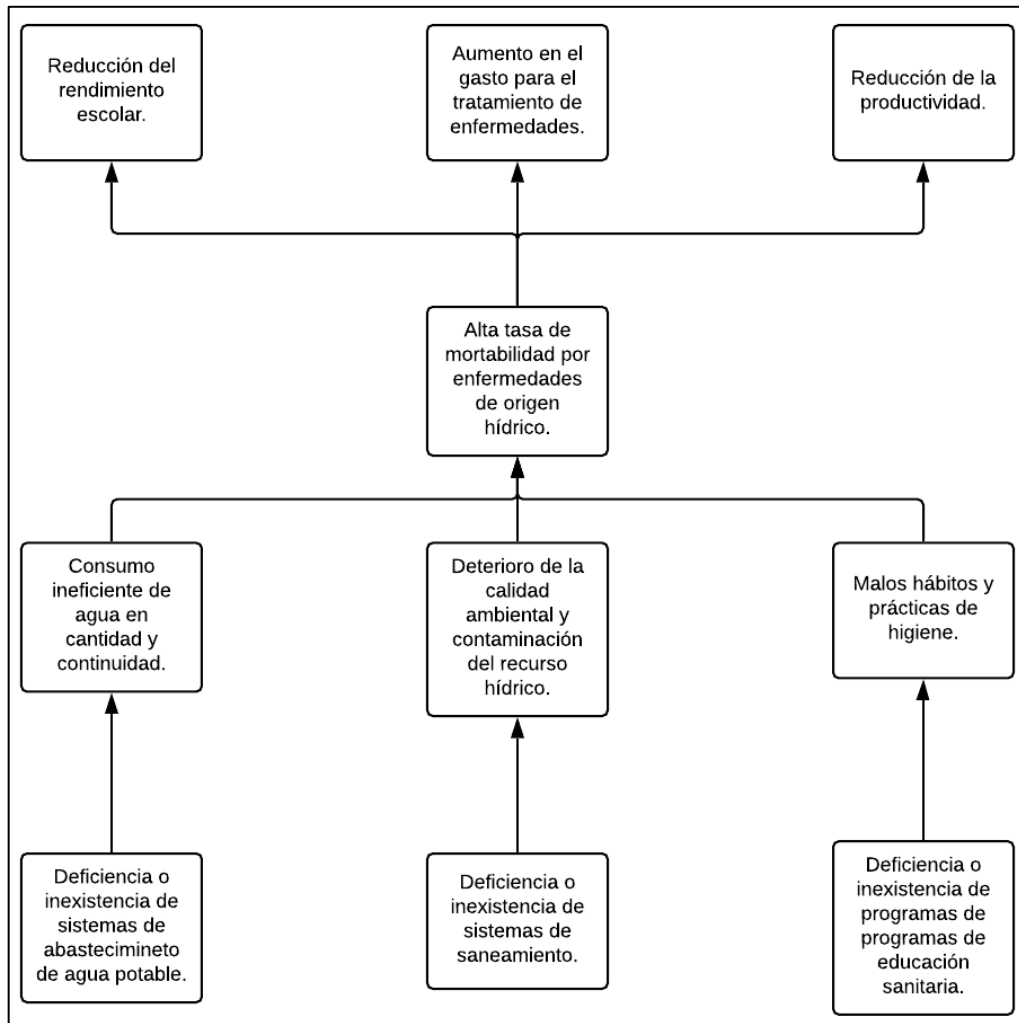 Reducción del
rendimiento
escolar.
Aumento en el
gasto para el
tratamiento de
enfermedades.
Reducción de la
productividad.
Alta tasa de
mortabilidad por
enfermedades
de origen
hídrico.
Consumo
ineficiente de
agua en
cantidad y
continuidad.
Deterioro de la
calidad
ambiental y
contaminación
del recurso
hídrico.
Malos hábitos y
prácticas de
higiene.
Deficiencia o
inexistencia de
sistemas de
abastecimineto
de agua potable.
Deficiencia o
inexistencia de
sistemas de
saneamiento.
Deficiencia o
inexistencia de
programas de
programas de
educación
sanitaria.